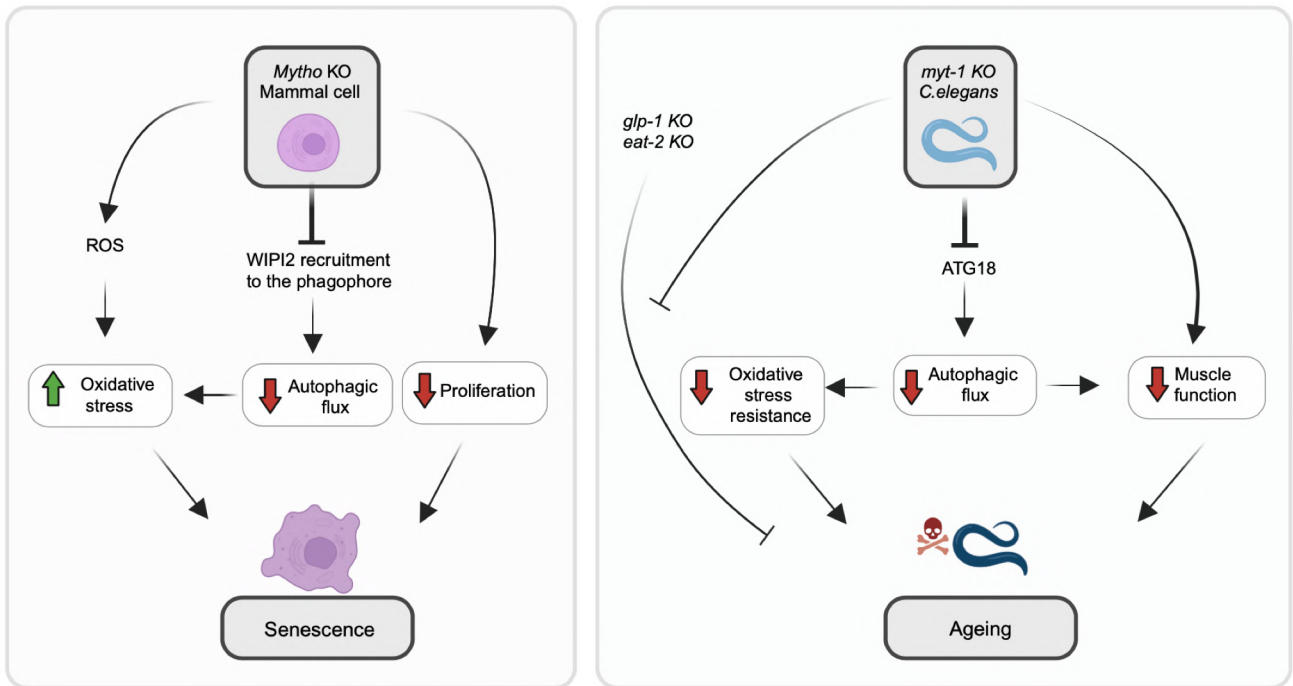 Mytho KO
Mammal cell
ROS
WIPI2 recruitment
to the phagophore
Oxidative
stress
Autophagic
flux
Proliferation
Senescence
glp-1 KO
eat-2 KO
myt-1 KO
C.elegans
ATG18
Oxidative
stress
resistance
Autophagic
flux
Muscle
function
Ageing